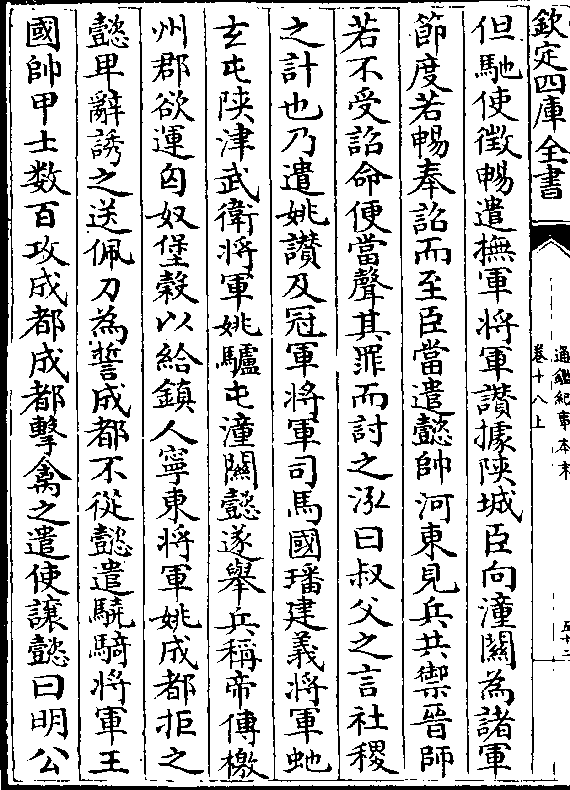 欽定四庫全書
通鑑紀事本末
卷十八上
但馳使徵暢遣撫軍將軍讃據陕城臣向潼關為諸軍
節度若暢奉詔而至臣當遣懿帥河東見兵共禦晉師
若不受詔命便當聲其罪而討之泓曰叔父之言社稷
之計也乃遣姚讃及冠軍將軍司馬國璠建義將軍虵
玄屯陕津武衛將軍姚驢屯潼關懿遂舉兵稱帝傳檄
州郡欲運匈奴堡穀以給鎮人寧東將軍姚成都拒之
懿卑辭誘之送佩刀為誓成都不從懿遣驍騎將軍王
國帥甲士数百攻成都成都擊禽之遣使讓懿曰明公